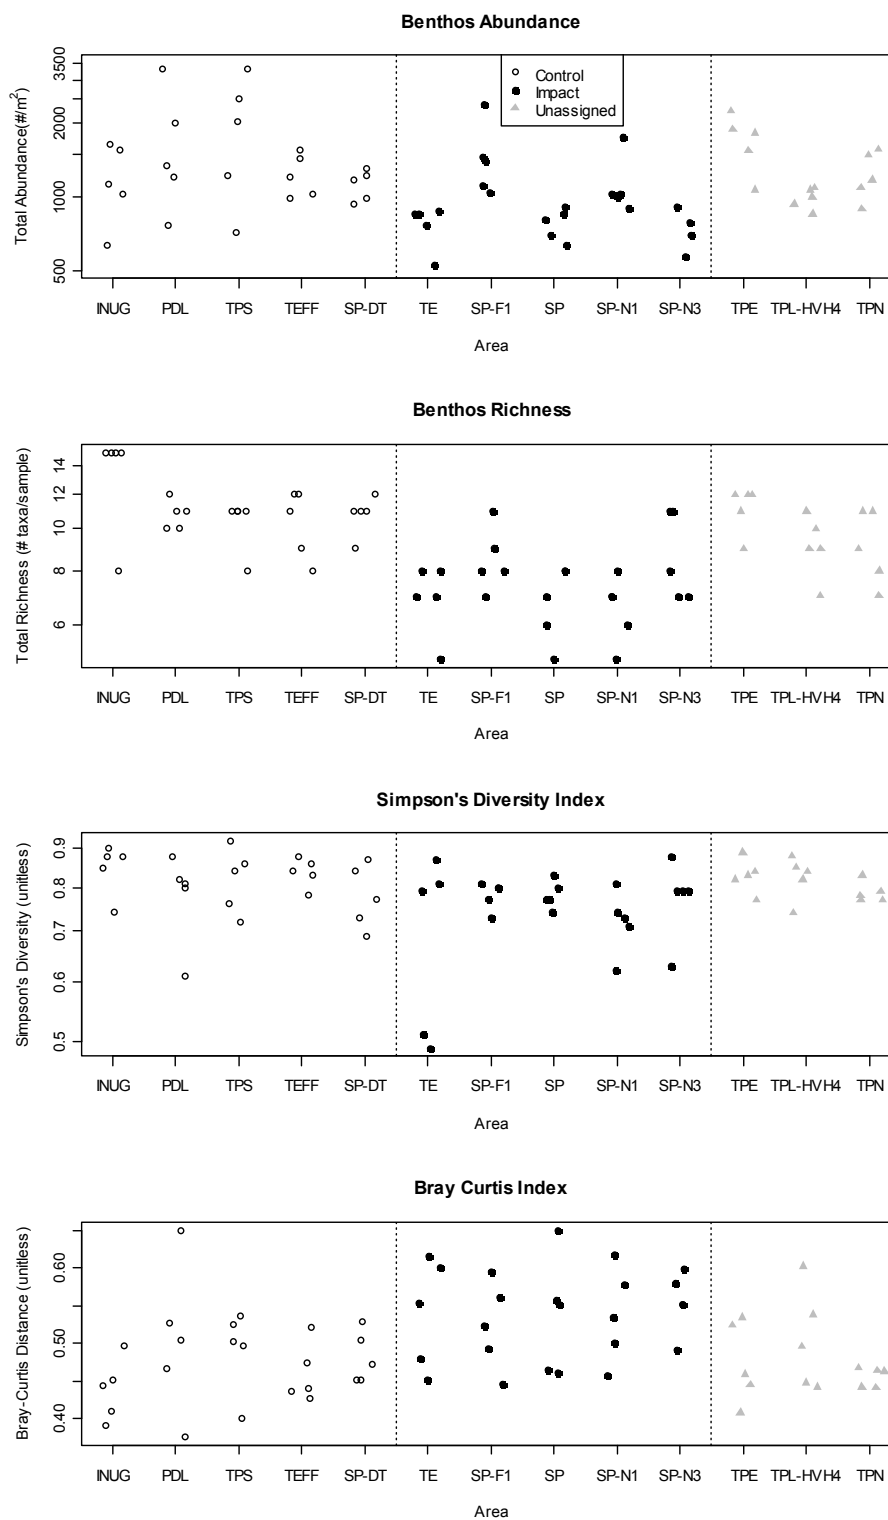 Benthos Abundance
Total Abundance(#/m²)
3500
2000
1000
500
Control
Impact
Unassigned
INUG PDL TPS TEFF SP-DT TE SP-F1 SP SP-N1 SP-N3 TPE TPL-HVH4 TPN
Area
Benthos Richness
Total Richness (# taxa/sample)
14
12
10
8
6
INUG PDL TPS TEFF SP-DT TE SP-F1 SP SP-N1 SP-N3 TPE TPL-HVH4 TPN
Area
Simpson's Diversity Index
Simpson's Diversity (unitless)
0.9
0.8
0.7
0.6
0.5
INUG PDL TPS TEFF SP-DT TE SP-F1 SP SP-N1 SP-N3 TPE TPL-HVH4 TPN
Area
Bray Curtis Index
Bray-Curtis Distance (unitless)
0.60
0.50
0.40
INUG PDL TPS TEFF SP-DT TE SP-F1 SP SP-N1 SP-N3 TPE TPL-HVH4 TPN
Area